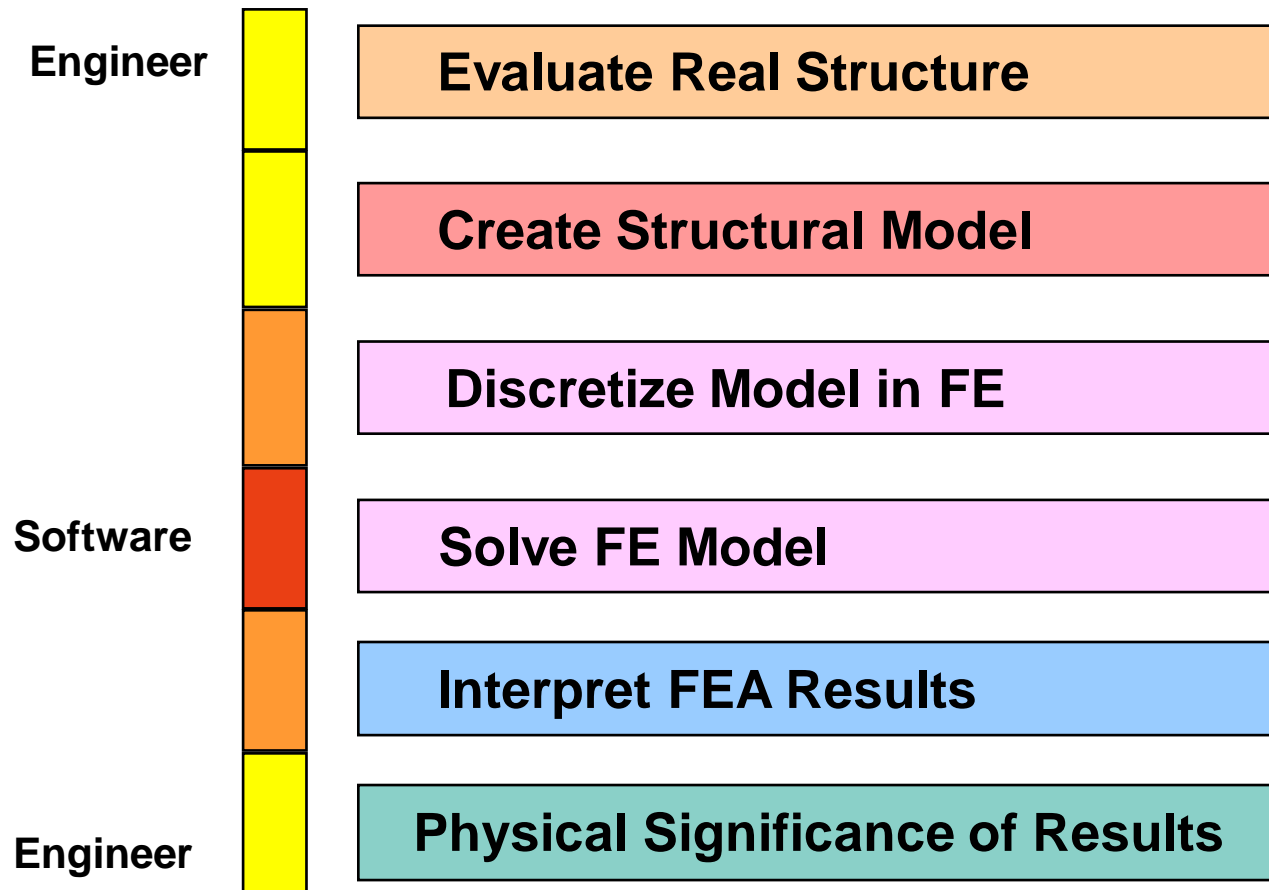 Engineer
Evaluate Real Structure
Create Structural Model
Discretize Model in FE
Software
Solve FE Model
Interpret FEA Results
Engineer
Physical Significance of Results